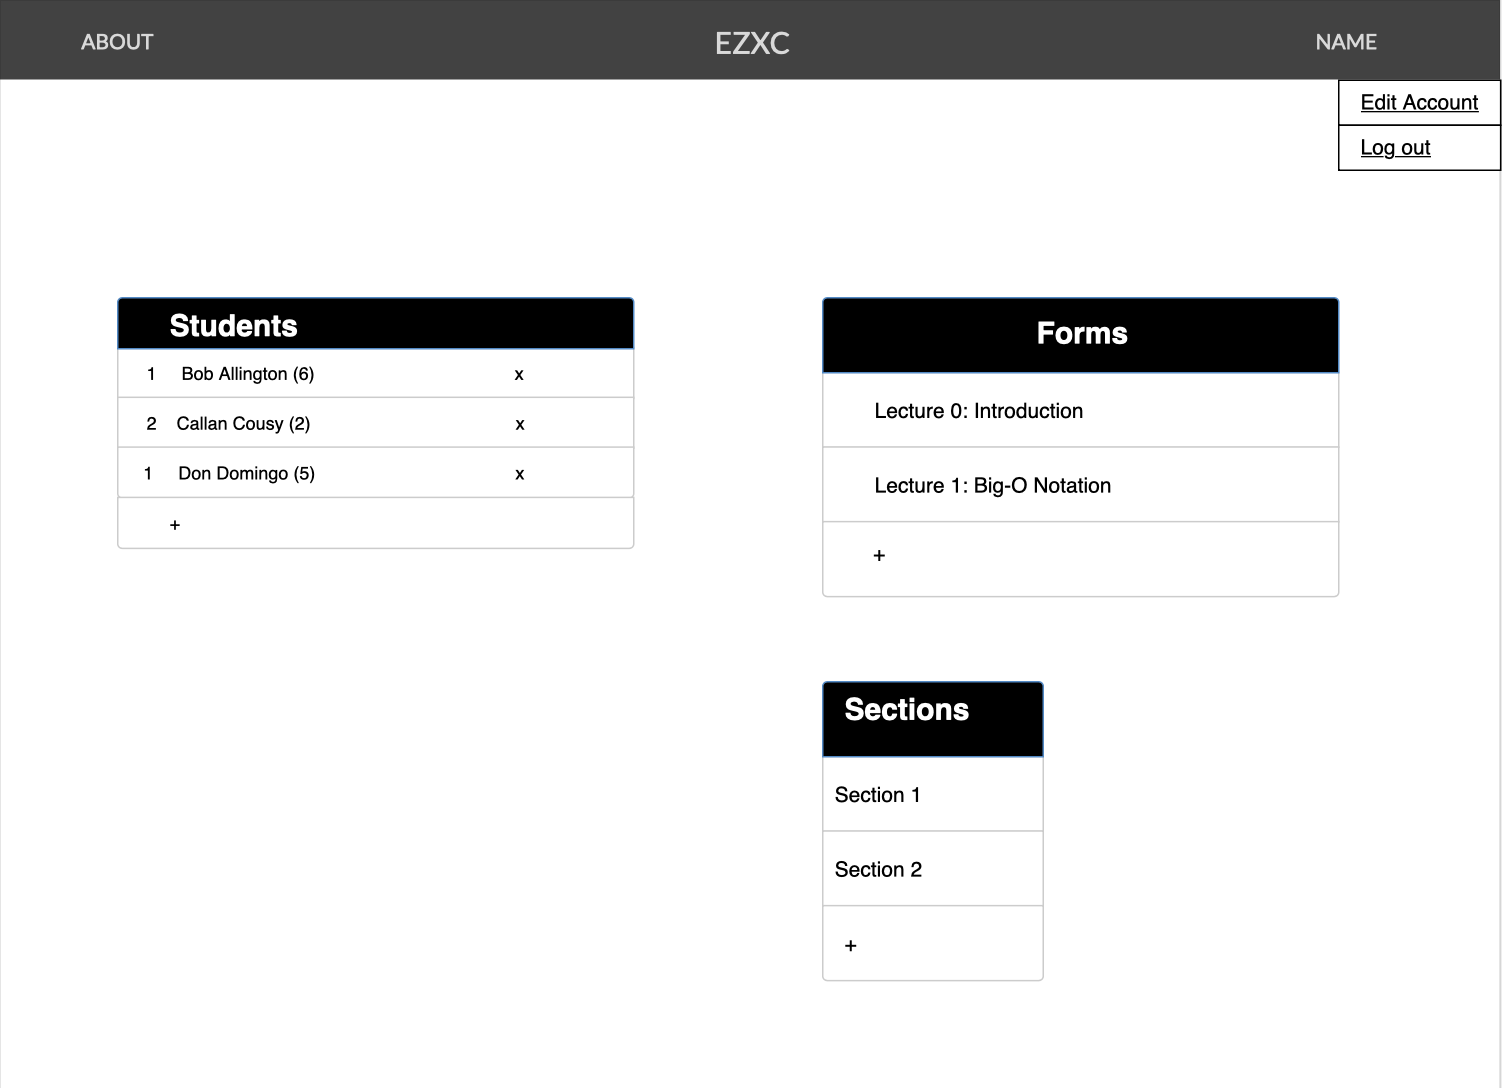 ABOUT EZXC NAME
Edit Account
Log out
Students
1 Bob Allington (6) x
2 Callan Cousy (2) x
1 Don Domingo (5) x
+
Forms
Lecture 0: Introduction
Lecture 1: Big-O Notation
+
Sections
Section 1
Section 2
+